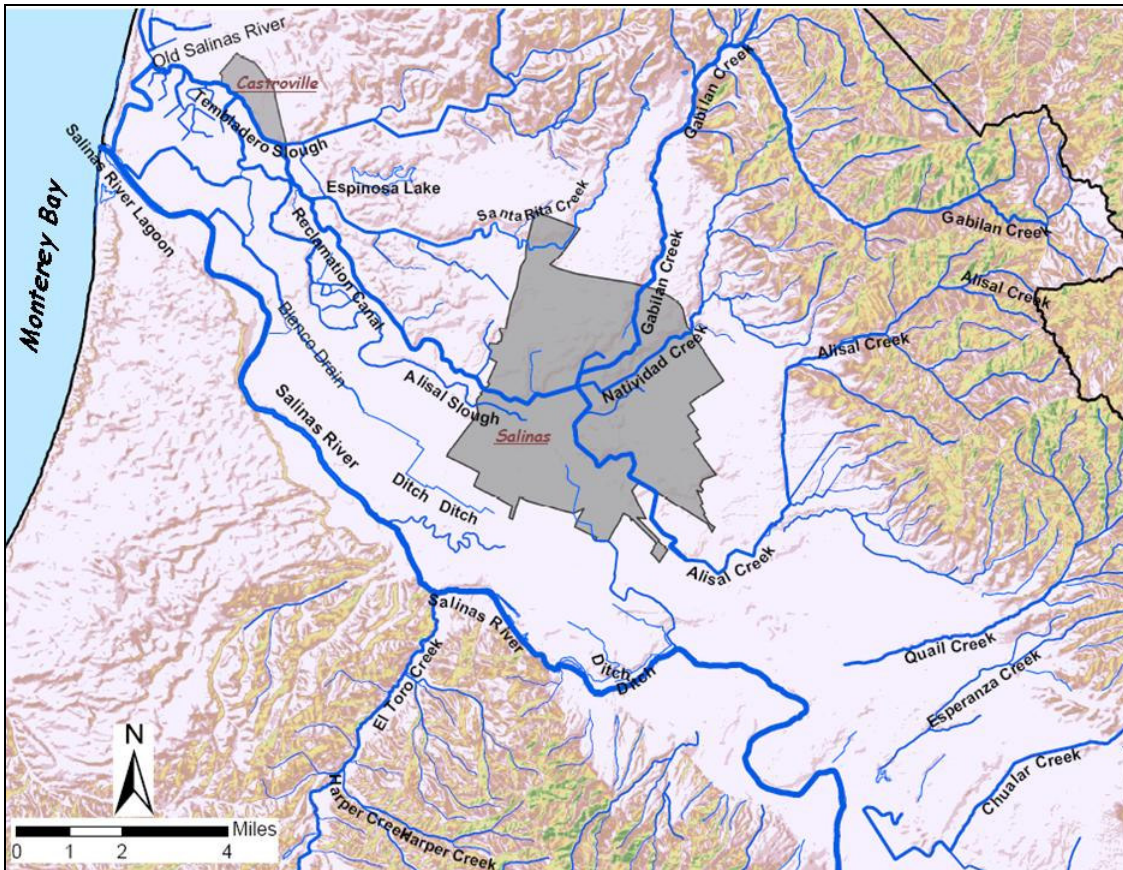 Old Salinas River
Castroville
Tembladero Slough
Salinas River Lagoon
Monterey Bay
Espinosa Lake
Santa Rita Creek
Gabilan Creek
Gabilan Creek
Gabilan Creek
Alisal Creek
Alisal Creek
Reclamation Canal
Blanco Drain
Alisal Slough
Natividad Creek
Salinas
Salinas River
Ditch
Ditch
Alisal Creek
Salinas River
Ditch
Ditch
Quail Creek
Esperanza Creek
Chualar Creek
El Toro Creek
Harper Creek
Harper Creek
N
Miles
0 1 2 4